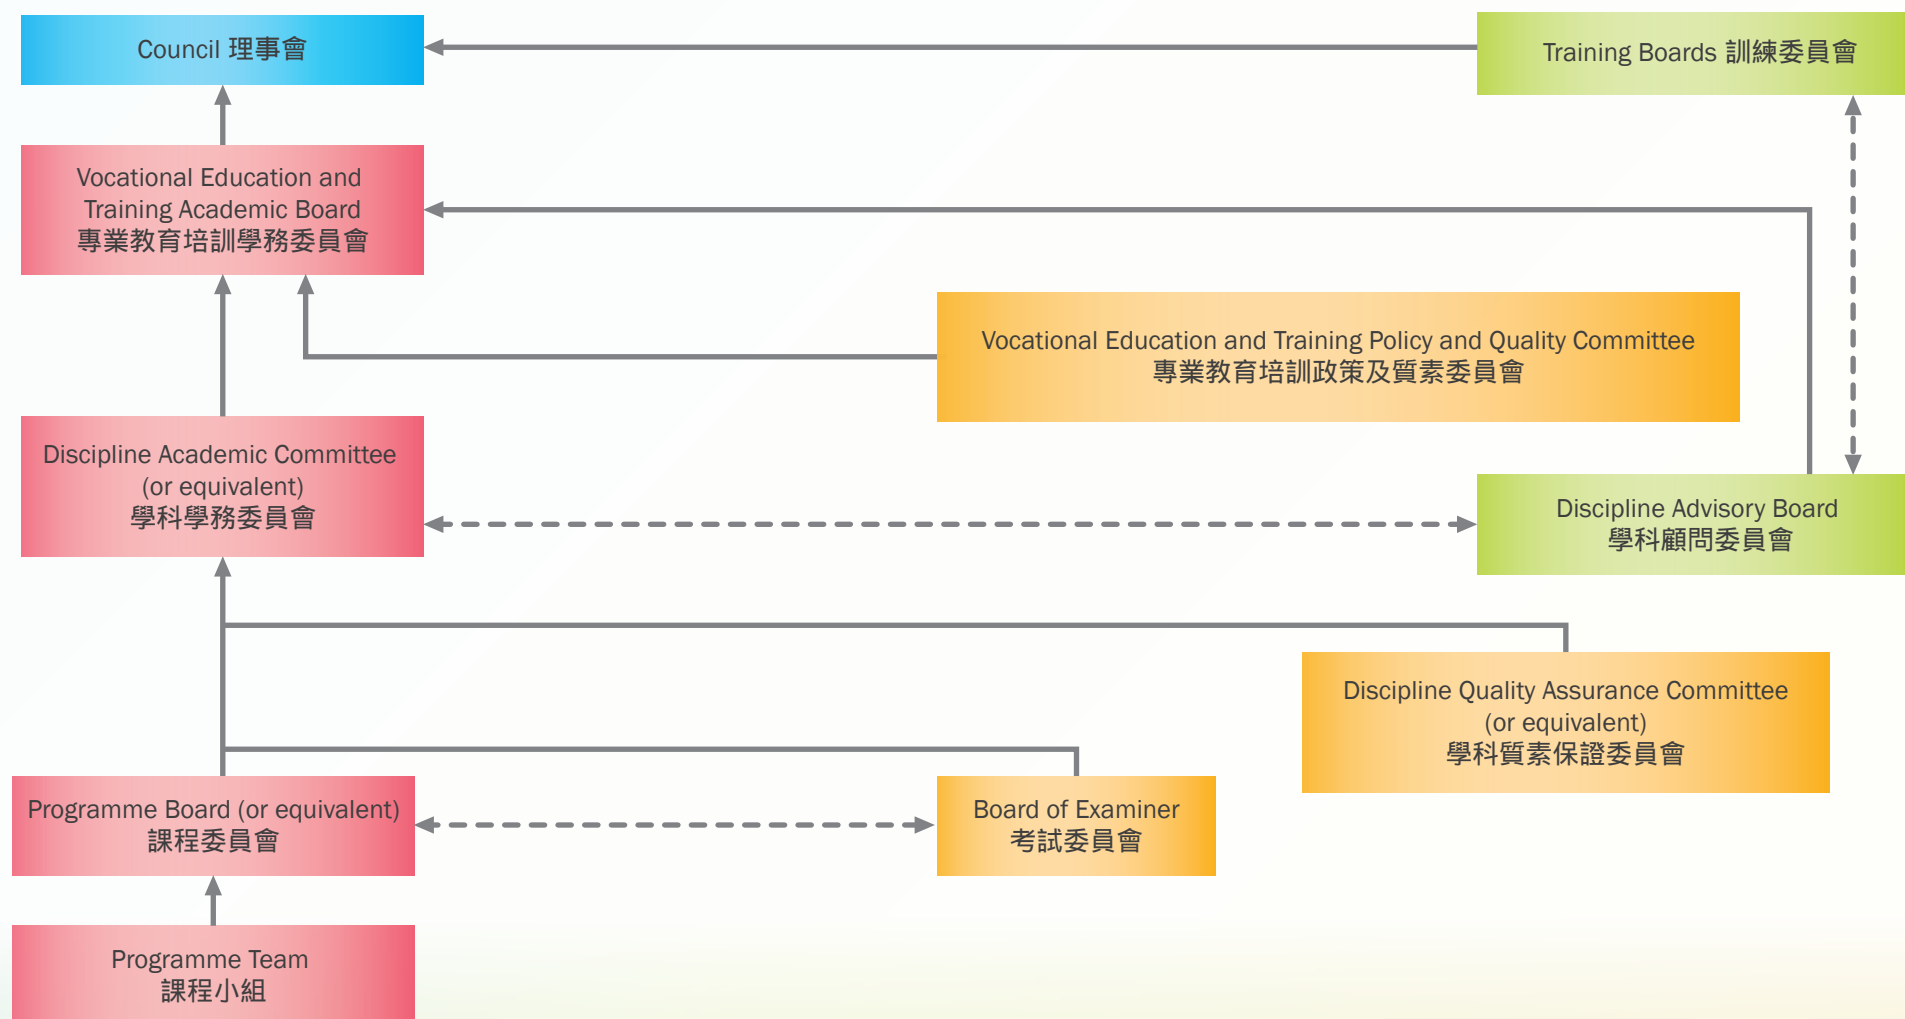 Council 理事會
Training Boards 訓練委員會
Vocational Education and
Training Academic Board
專業教育培訓學務委員會
Vocational Education and Training Policy and Quality Committee
專業教育培訓政策及質素委員會
Discipline Academic Committee
(or equivalent)
學科學務委員會
Discipline Advisory Board
學科顧問委員會
Discipline Quality Assurance Committee
(or equivalent)
學科質素保證委員會
Programme Board (or equivalent)
課程委員會
Board of Examiner
考試委員會
Programme Team
課程小組